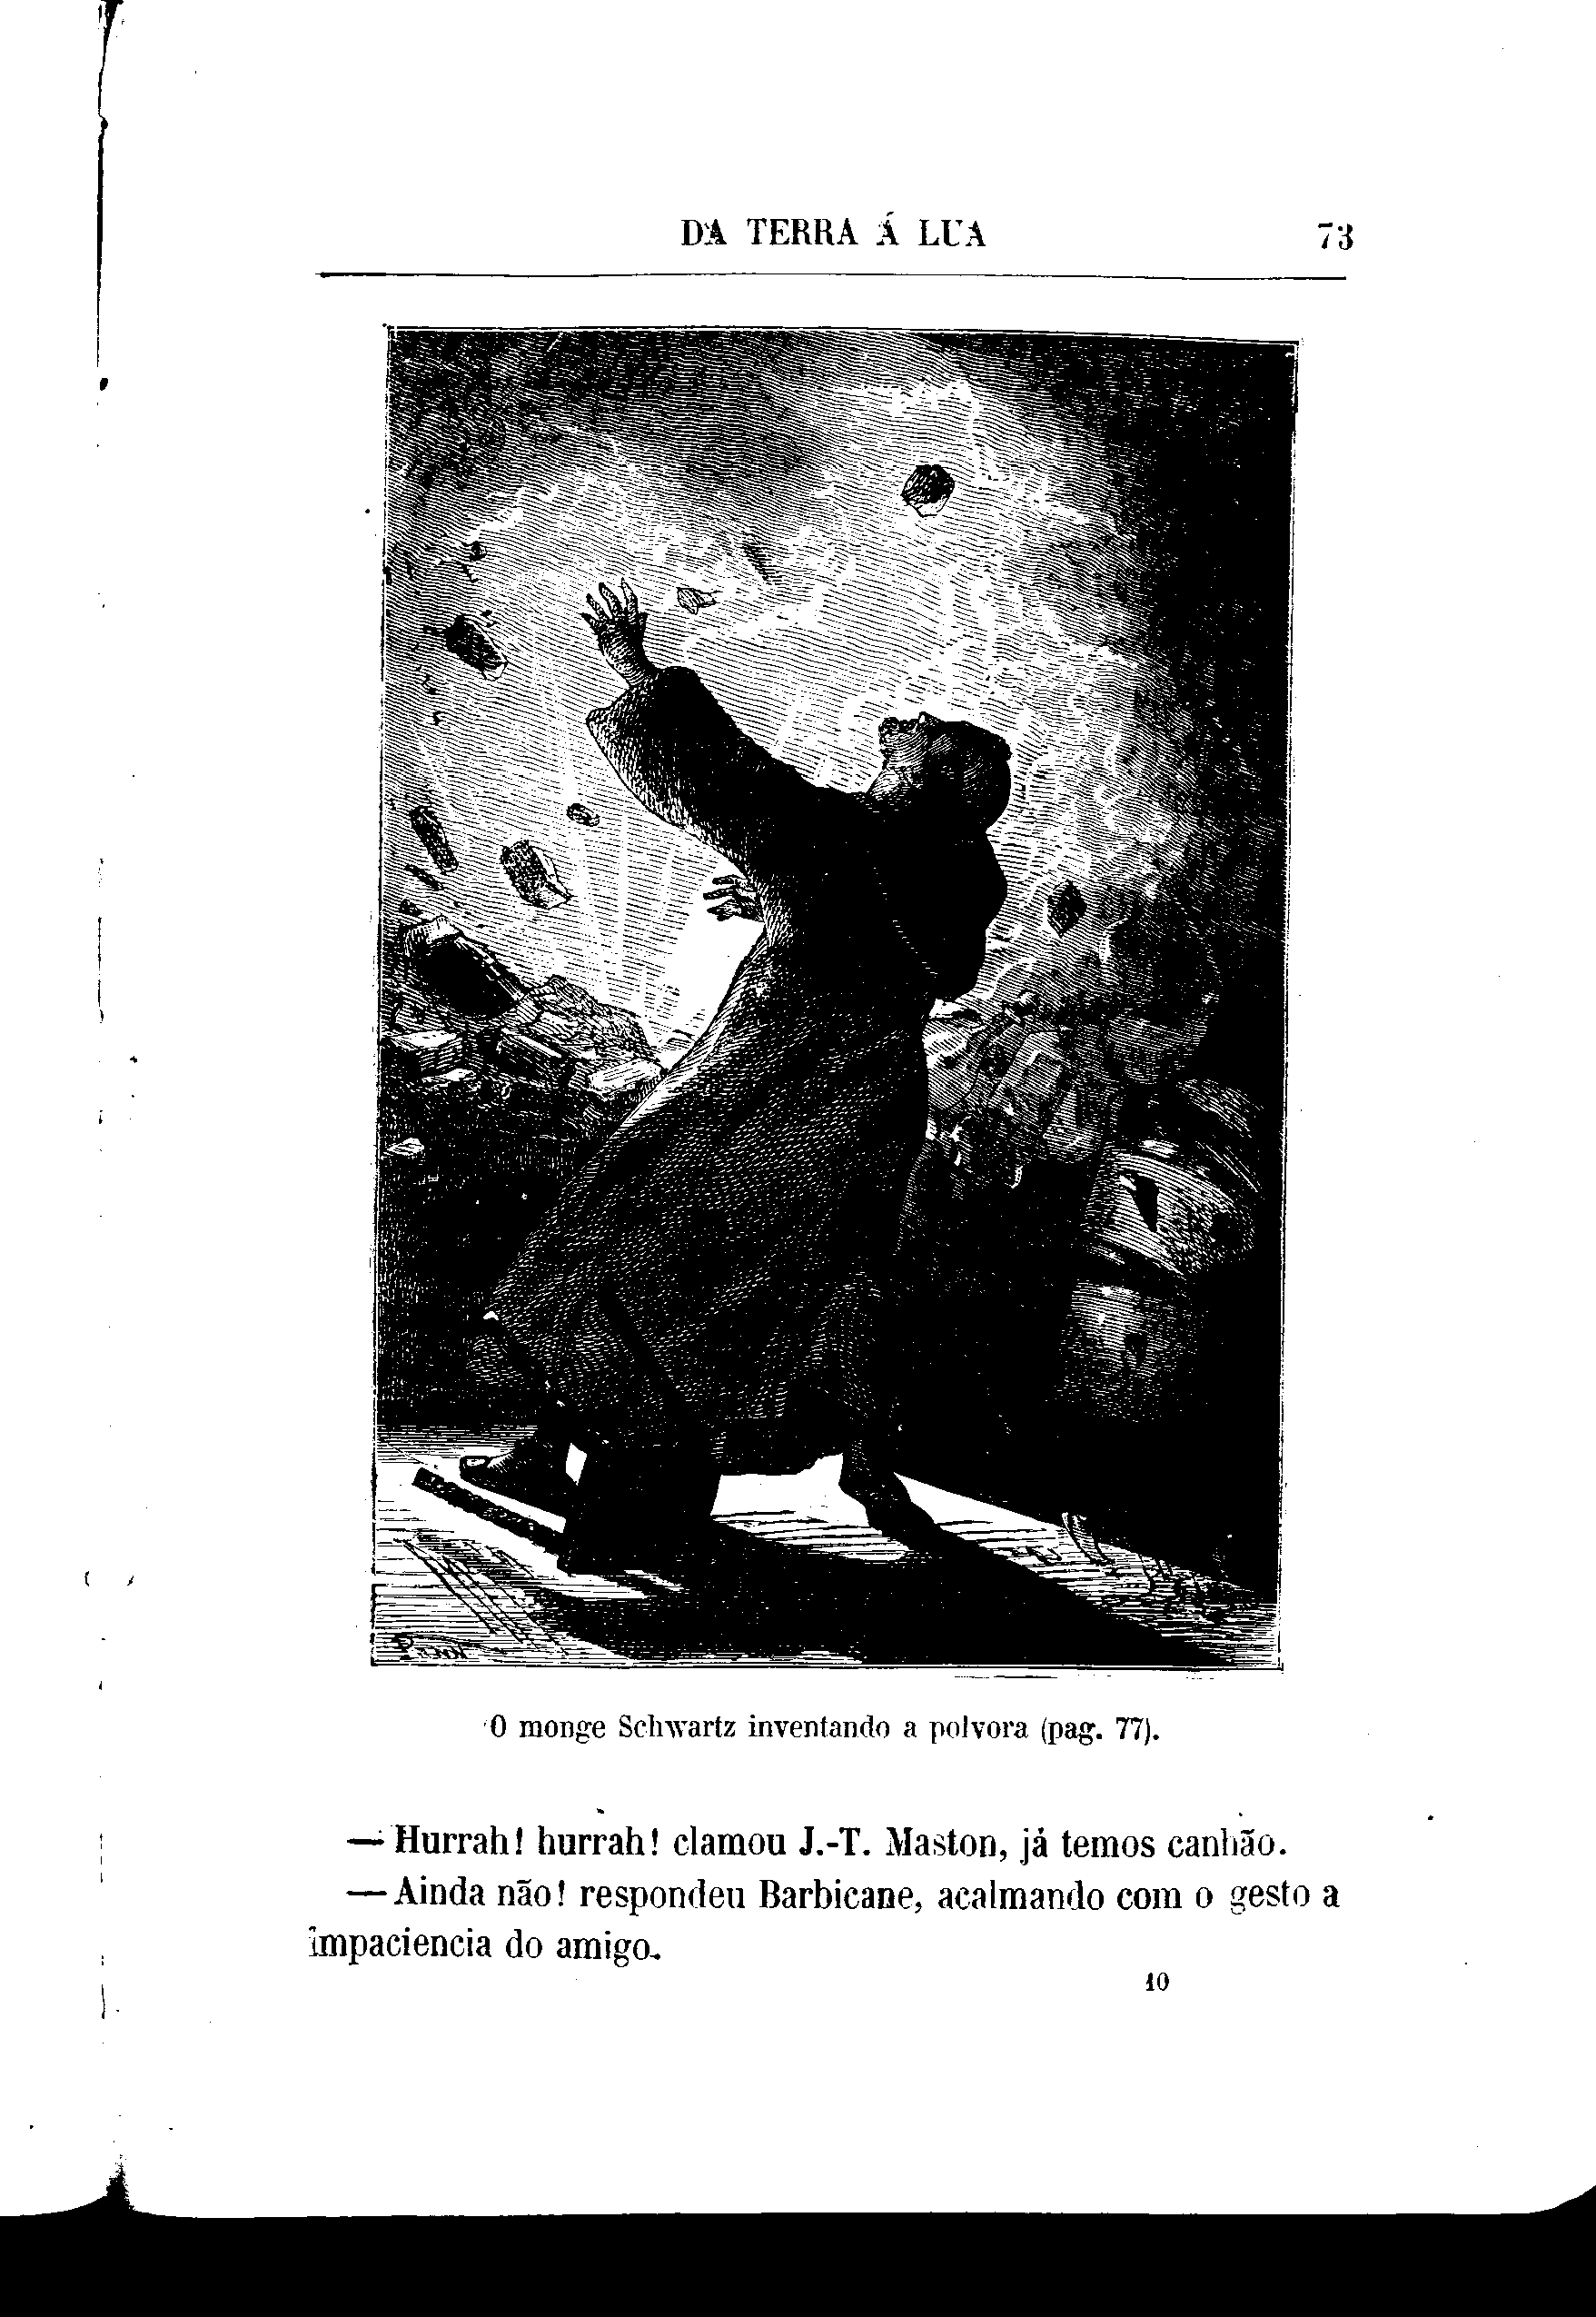 DA TERRA Á LUA 73
O monge Schwartz inventando a polvora (pag. 77).
— Hurrah! hurrah! clamou J.-T. Maston, já temos canhão.
— Ainda não! respondeu Barbicane, acalmando com o gesto a
impaciencia do amigo.
10